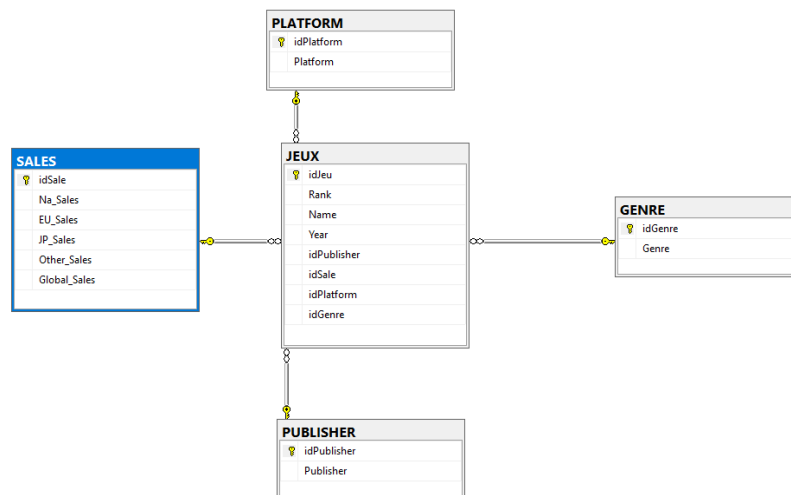 PLATFORM
idPlatform
Platform
SALES
idSale
Na_Sales
EU_Sales
JP_Sales
Other_Sales
Global_Sales
JEUX
idJeu
Rank
Name
Year
idPublisher
idSale
idPlatform
idGenre
GENRE
idGenre
Genre
PUBLISHER
idPublisher
Publisher